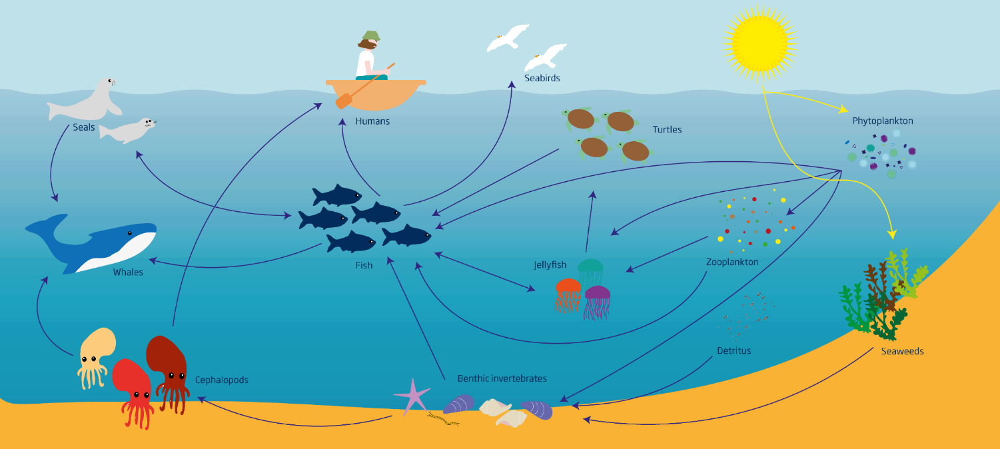 Seabirds
Humans
Phytoplankton
Seals
Turtles
Zooplankton
Fish
Jellyfish
Whales
Detritus
Seaweeds
Benthic invertebrates
Cephalopods